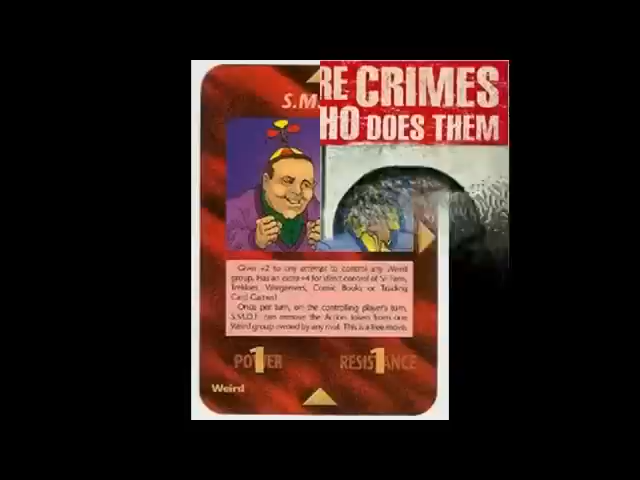 RE CRIMES
HO DOES THEM
S.M.
Gives +2 to any attempt to control any Weird
group. Has an extra +4 for direct control of S-F Fans,
Trekkies, Wargamers, Comic Books or Trading
Card Games!
Once per turn, on the controlling player's turn,
S.M.O.F. can remove the Action token from one
Weird group owned by any rival. This is a free move.
POWER 1
RESISTANCE 1
Weird